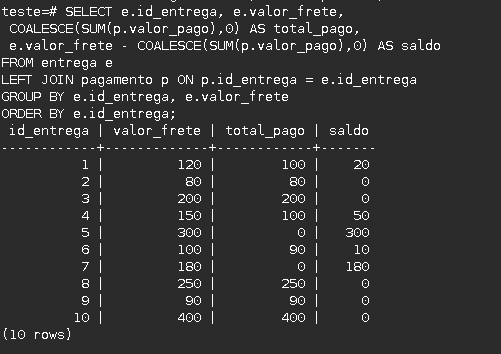 teste=# SELECT e.id_entrega, e.valor_frete,
 COALESCE(SUM(p.valor_pago),0) AS total_pago,
 e.valor_frete - COALESCE(SUM(p.valor_pago),0) AS saldo
FROM entrega e
LEFT JOIN pagamento p ON p.id_entrega = e.id_entrega
GROUP BY e.id_entrega, e.valor_frete
ORDER BY e.id_entrega;
 id_entrega | valor_frete | total_pago | saldo
------------+-------------+------------+-------
          1 |         120 |        100 |    20
          2 |          80 |         80 |     0
          3 |         200 |        200 |     0
          4 |         150 |        100 |    50
          5 |         300 |          0 |   300
          6 |         100 |         90 |    10
          7 |         180 |          0 |   180
          8 |         250 |        250 |     0
          9 |          90 |         90 |     0
         10 |         400 |        400 |     0
(10 rows)